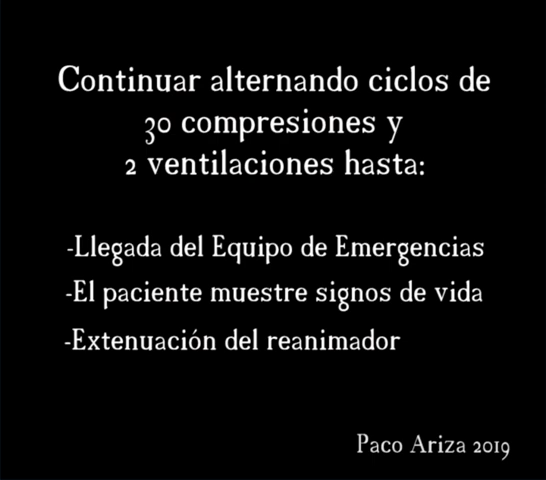 Continuar alternando ciclos de
30 compresiones y
2 ventilaciones hasta:
-Llegada del Equipo de Emergencias
-El paciente muestre signos de vida
-Extenuación del reanimador
Paco Ariza 2019